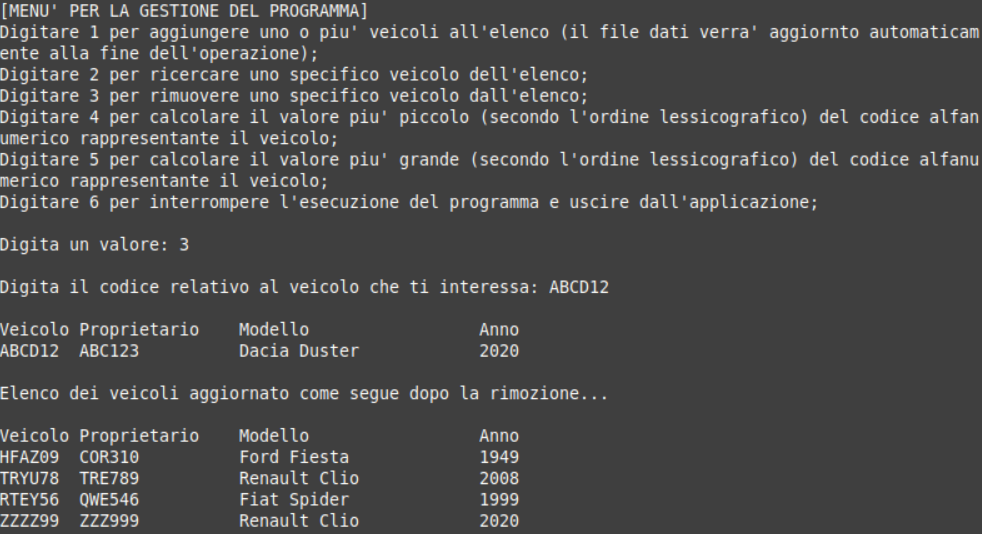 [MENU' PER LA GESTIONE DEL PROGRAMMA]
Digitare 1 per aggiungere uno o piu' veicoli all'elenco (il file dati verra' aggiornto automaticam
ente alla fine dell'operazione);
Digitare 2 per ricercare uno specifico veicolo dell'elenco;
Digitare 3 per rimuovere uno specifico veicolo dall'elenco;
Digitare 4 per calcolare il valore piu' piccolo (secondo l'ordine lessicografico) del codice alfan
umerico rappresentante il veicolo;
Digitare 5 per calcolare il valore piu' grande (secondo l'ordine lessicografico) del codice alfanu
merico rappresentante il veicolo;
Digitare 6 per interrompere l'esecuzione del programma e uscire dall'applicazione;

Digita un valore: 3

Digita il codice relativo al veicolo che ti interessa: ABCD12

Veicolo Proprietario    Modello                 Anno
ABCD12  ABC123          Dacia Duster            2020

Elenco dei veicoli aggiornato come segue dopo la rimozione...

Veicolo Proprietario    Modello                 Anno
HFAZ09  COR310          Ford Fiesta             1949
TRYU78  TRE789          Renault Clio            2008
RTEY56  QWE546          Fiat Spider             1999
ZZZZ99  ZZZ999          Renault Clio            2020